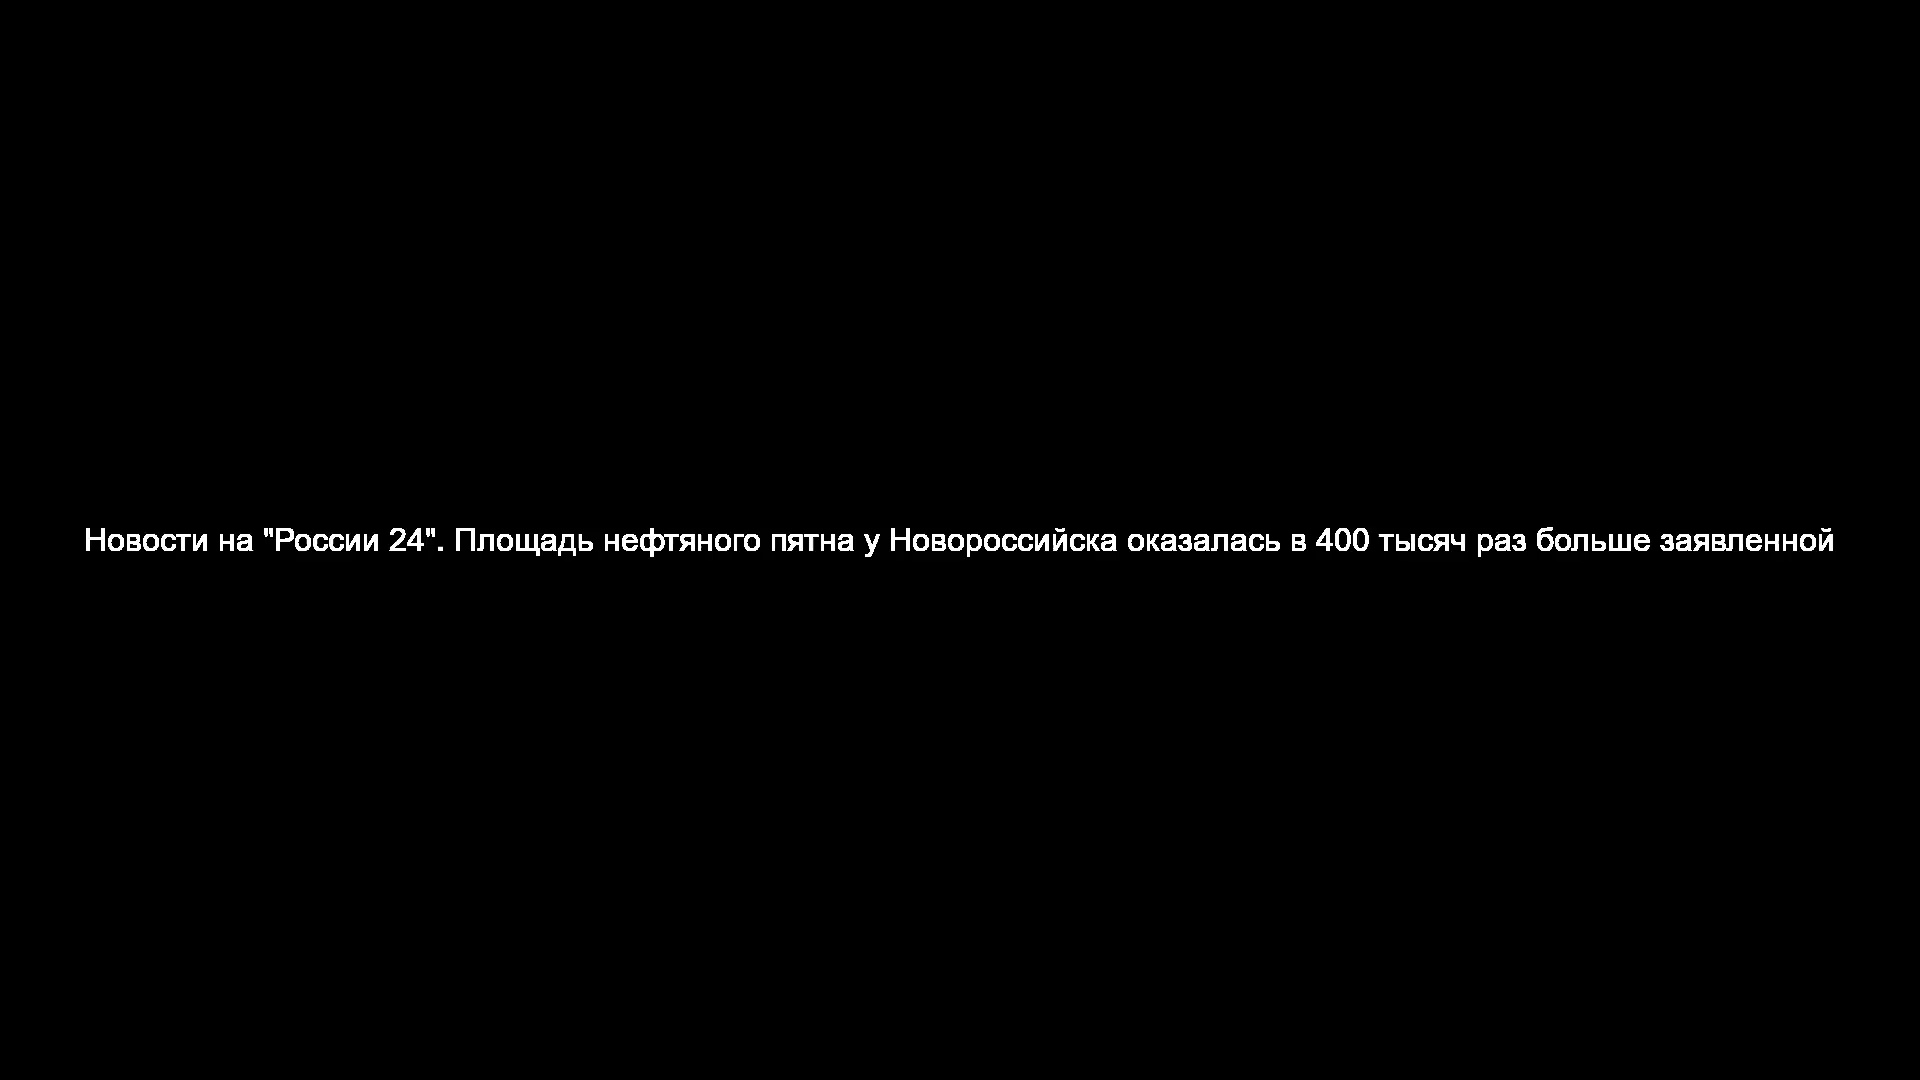 Новости на "России 24". Площадь нефтяного пятна у Новороссийска оказалась в 400 тысяч раз больше заявленной